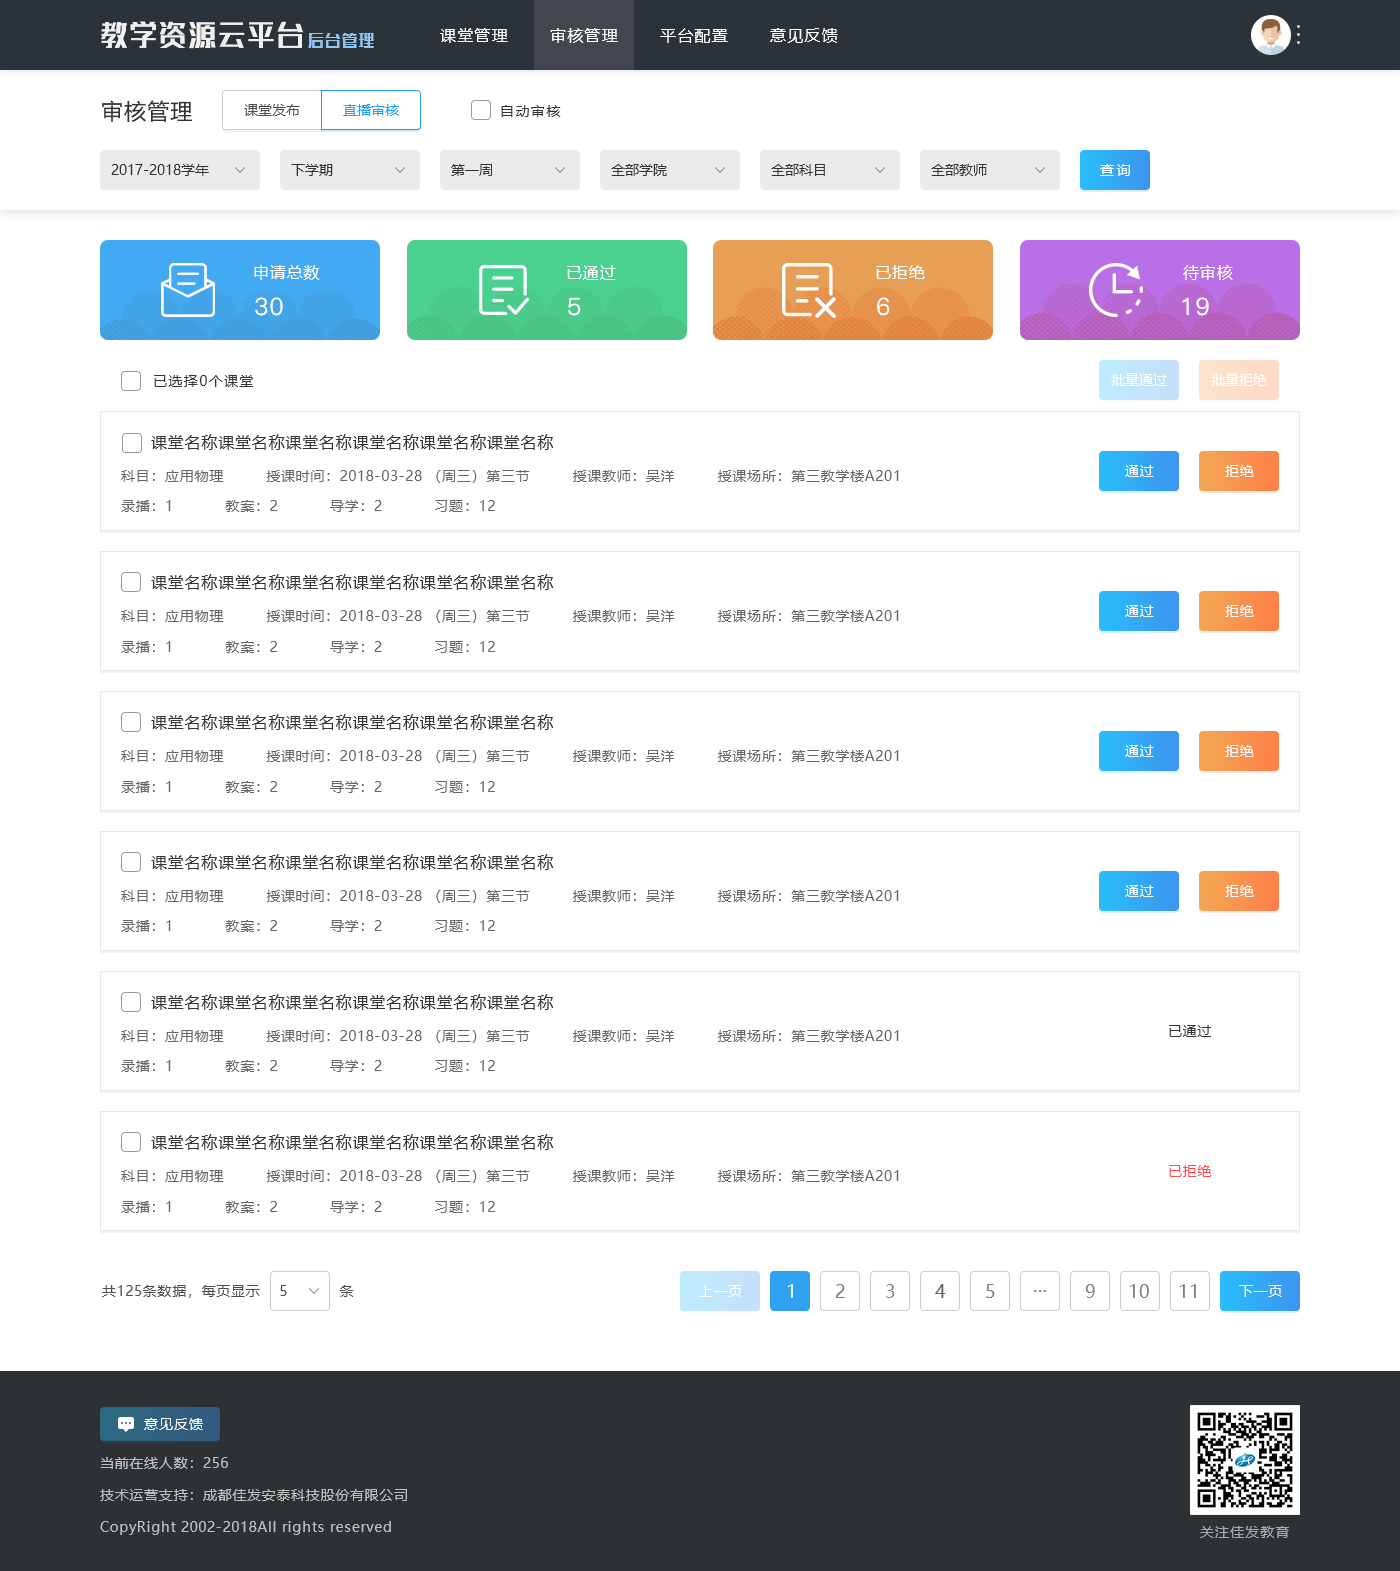 教学资源云平台 后台管理 课堂管理 审核管理 平台配置 意见反馈
审核管理 课堂发布 直播审核 自动审核
2017-2018学年 下学期 第一周 全部学院 全部科目 全部教师 查询
申请总数 已通过 已拒绝 待审核
30 5 6 19
已选择0个课堂 批量通过 批量拒绝
课堂名称课堂名称课堂名称课堂名称课堂名称课堂名称
科目：应用物理 授课时间：2018-03-28 （周三）第三节 授课教师：吴洋 授课场所：第三教学楼A201 通过 拒绝
录播：1 教案：2 导学：2 习题：12
课堂名称课堂名称课堂名称课堂名称课堂名称课堂名称
科目：应用物理 授课时间：2018-03-28 （周三）第三节 授课教师：吴洋 授课场所：第三教学楼A201 通过 拒绝
录播：1 教案：2 导学：2 习题：12
课堂名称课堂名称课堂名称课堂名称课堂名称课堂名称
科目：应用物理 授课时间：2018-03-28 （周三）第三节 授课教师：吴洋 授课场所：第三教学楼A201 通过 拒绝
录播：1 教案：2 导学：2 习题：12
课堂名称课堂名称课堂名称课堂名称课堂名称课堂名称
科目：应用物理 授课时间：2018-03-28 （周三）第三节 授课教师：吴洋 授课场所：第三教学楼A201 通过 拒绝
录播：1 教案：2 导学：2 习题：12
课堂名称课堂名称课堂名称课堂名称课堂名称课堂名称
科目：应用物理 授课时间：2018-03-28 （周三）第三节 授课教师：吴洋 授课场所：第三教学楼A201 已通过
录播：1 教案：2 导学：2 习题：12
课堂名称课堂名称课堂名称课堂名称课堂名称课堂名称
科目：应用物理 授课时间：2018-03-28 （周三）第三节 授课教师：吴洋 授课场所：第三教学楼A201 已拒绝
录播：1 教案：2 导学：2 习题：12
共125条数据，每页显示 5 条 上一页 1 2 3 4 5 ··· 9 10 11 下一页
意见反馈
当前在线人数：256
技术运营支持：成都佳发安泰科技股份有限公司
CopyRight 2002-2018All rights reserved
关注佳发教育